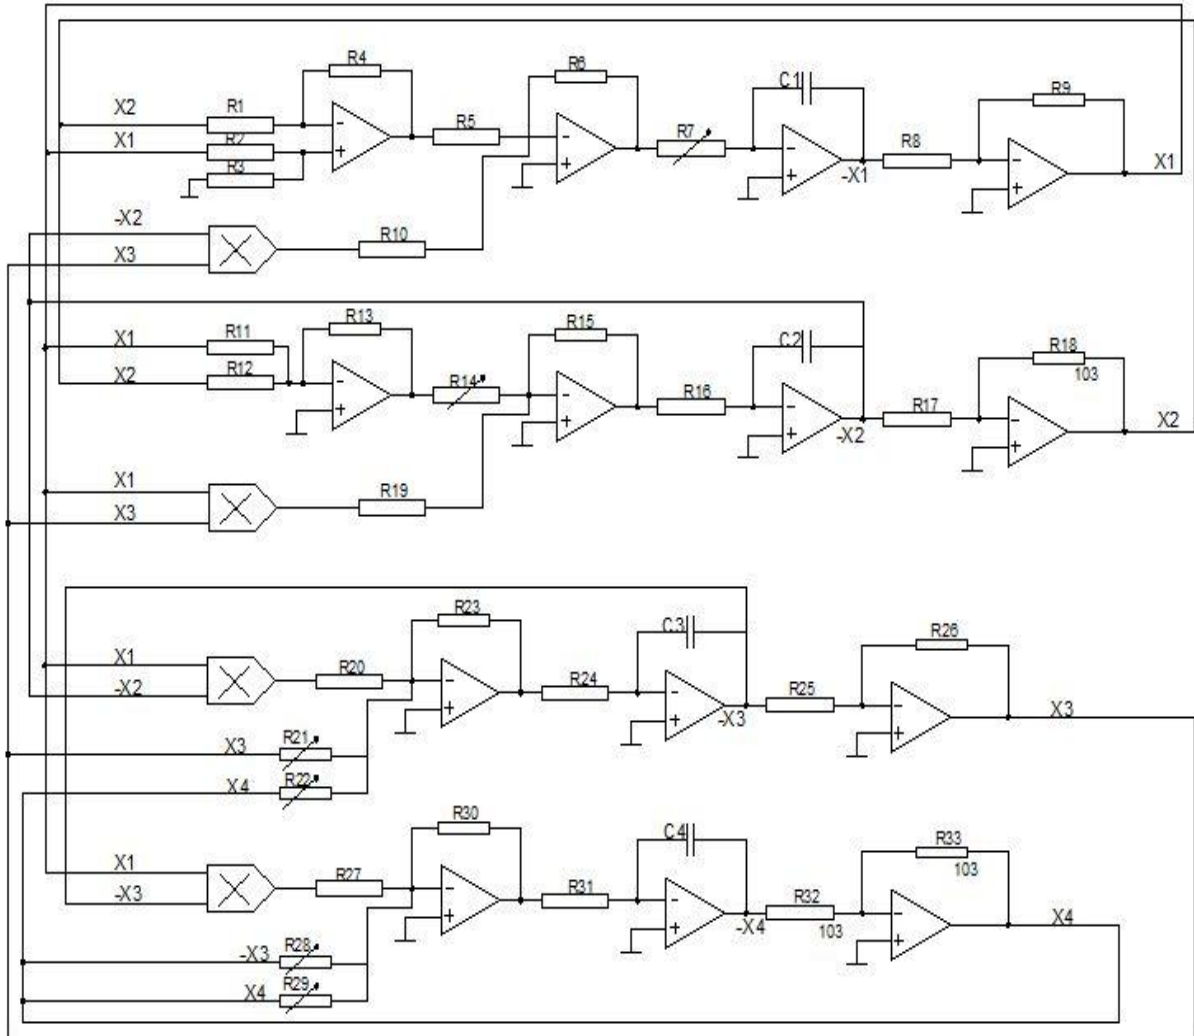 R4 R6 C1 R9
X2 R1 R5 R7 R8
X1 R2 -X1 X1
R3
-X2 R10
X3
X1 R11 R13 R15 C2 R18
X2 R12 R14 R16 R17 103
-X2 X2
X1 R19
X3
R23 C3 R26
X1 R20 R24 R25
-X2 -X3 X3
X3 R21
X4 R22
R30 C4 R33
X1 R27 R31 R32 103
-X3 -X4 103 X4
-X3 R28
X4 R29